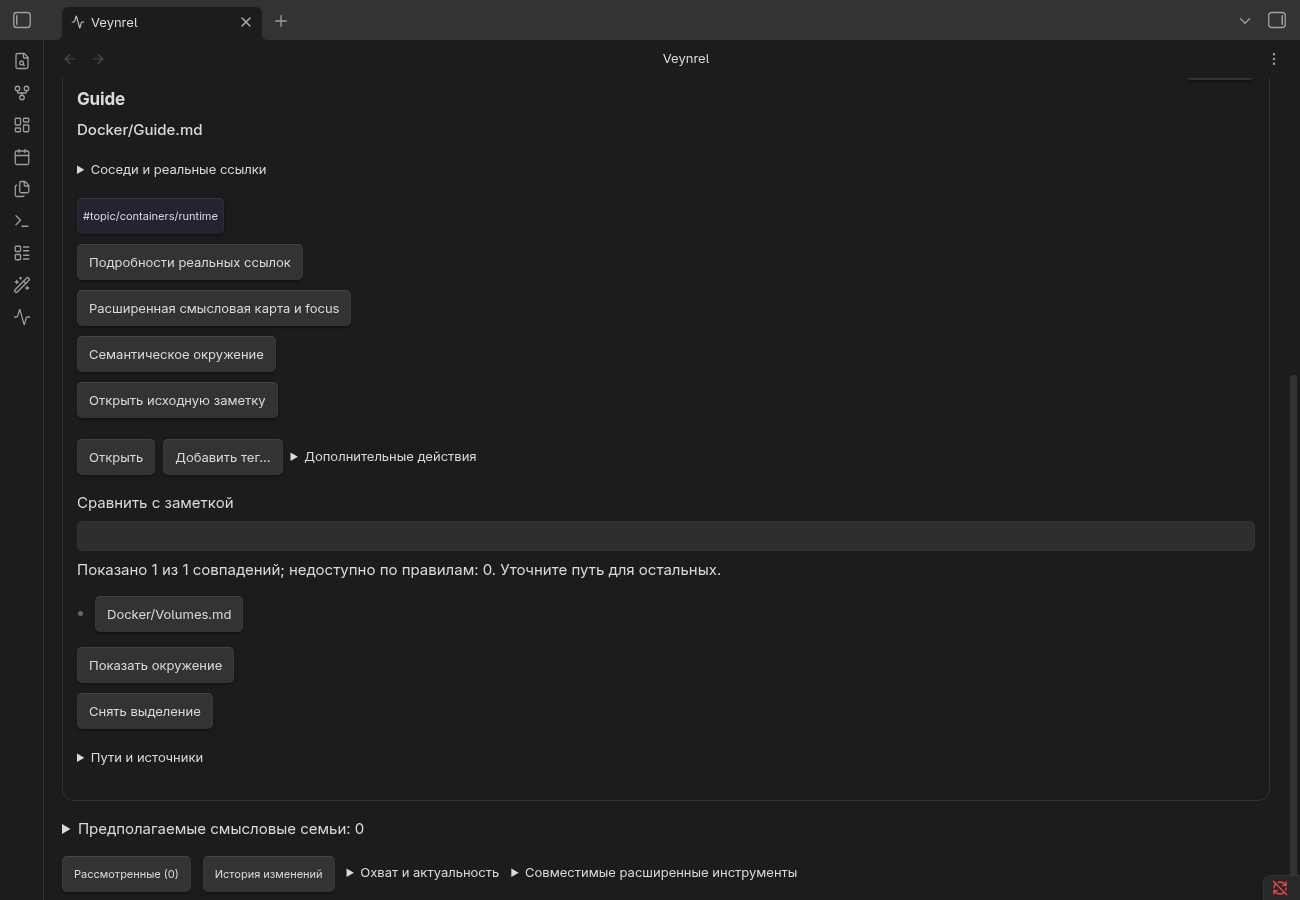 Veynrel
Veynrel
Guide
Docker/Guide.md
Соседи и реальные ссылки
#topic/containers/runtime
Подробности реальных ссылок
Расширенная смысловая карта и focus
Семантическое окружение
Открыть исходную заметку
Открыть Добавить тег... Дополнительные действия
Сравнить с заметкой
Показано 1 из 1 совпадений; недоступно по правилам: 0. Уточните путь для остальных.
Docker/Volumes.md
Показать окружение
Снять выделение
Пути и источники
Предполагаемые смысловые семьи: 0
Рассмотренные (0) История изменений Охват и актуальность Совместимые расширенные инструменты